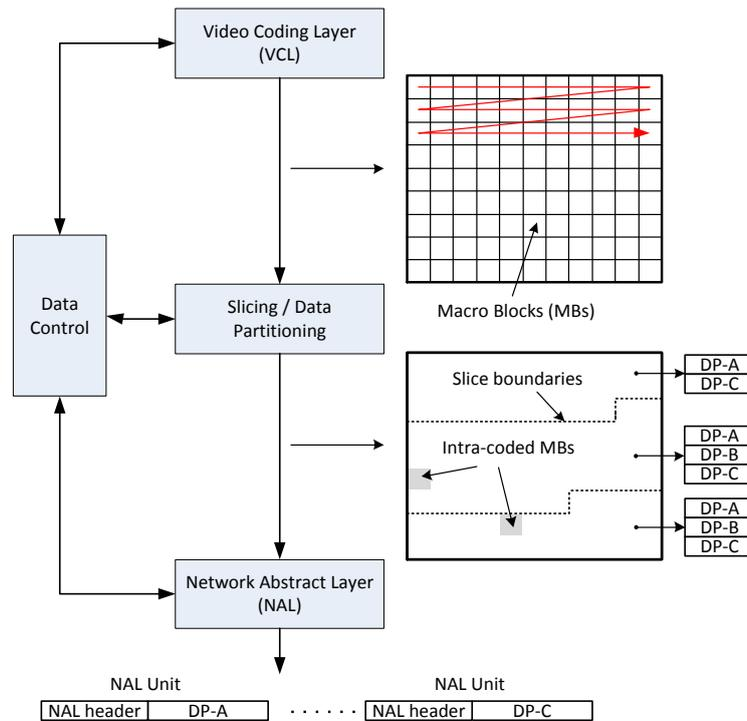 Video Coding Layer
(VCL)
Data
Control
Slicing / Data
Partitioning
Macro Blocks (MBs)
Slice boundaries
Intra-coded MBs
DP-A
DP-C
DP-A
DP-B
DP-C
DP-A
DP-B
DP-C
Network Abstract Layer
(NAL)
NAL Unit
NAL header DP-A
. . . . . .
NAL Unit
NAL header DP-C